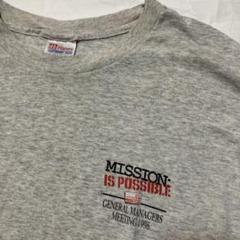 MISSION:
IS POSSIBLE
GENERAL MANAGERS
MEETING 1996